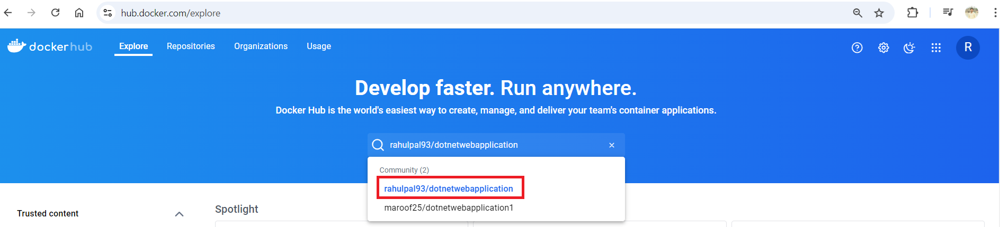 hub.docker.com/explore
dockerhub
Explore
Repositories
Organizations
Usage
R
Develop faster. Run anywhere.
Docker Hub is the world's easiest way to create, manage, and deliver your team's container applications.
rahulpal93/dotnetwebapplication
Community (2)
rahulpal93/dotnetwebapplication
maroof25/dotnetwebapplication1
Trusted content
Spotlight